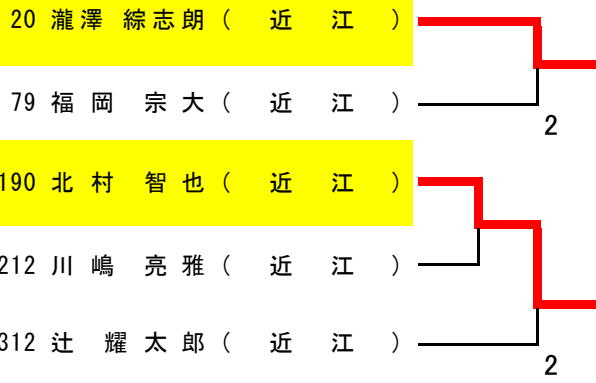 20 瀧澤 綜志朗 ( 近 江 )
79 福岡 宗大 ( 近 江 )
2
190 北村 智也 ( 近 江 )
212 川嶋 亮雅 ( 近 江 )
312 辻 耀太郎 ( 近 江 )
2